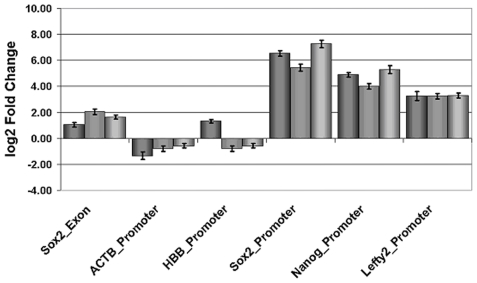 10.00
8.00
6.00
4.00
2.00
0.00
-2.00
-4.00
log2 Fold Change
Sox2_Exon
ACTB_Promoter
HBB_Promoter
Sox2_Promoter
Nanog_Promoter
Lefty2_Promoter